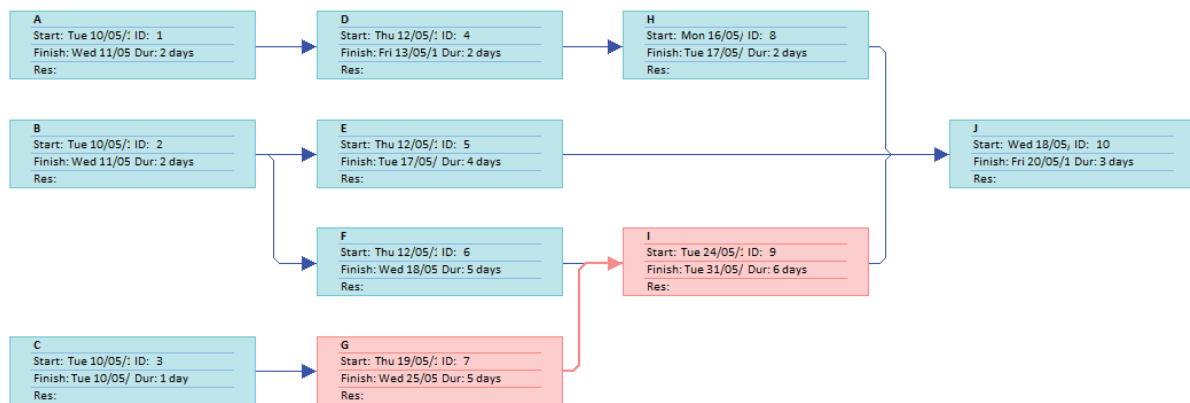 A
Start: Tue 10/05/: ID: 1
Finish: Wed 11/05 Dur: 2 days
Res:
D
Start: Thu 12/05/: ID: 4
Finish: Fri 13/05/1 Dur: 2 days
Res:
H
Start: Mon 16/05/ ID: 8
Finish: Tue 17/05/ Dur: 2 days
Res:
B
Start: Tue 10/05/: ID: 2
Finish: Wed 11/05 Dur: 2 days
Res:
E
Start: Thu 12/05/: ID: 5
Finish: Tue 17/05/ Dur: 4 days
Res:
J
Start: Wed 18/05/ ID: 10
Finish: Fri 20/05/1 Dur: 3 days
Res:
F
Start: Thu 12/05/: ID: 6
Finish: Wed 18/05 Dur: 5 days
Res:
I
Start: Tue 24/05/: ID: 9
Finish: Tue 31/05/ Dur: 6 days
Res:
C
Start: Tue 10/05/: ID: 3
Finish: Tue 10/05/ Dur: 1 day
Res:
G
Start: Thu 19/05/: ID: 7
Finish: Wed 25/05 Dur: 5 days
Res: